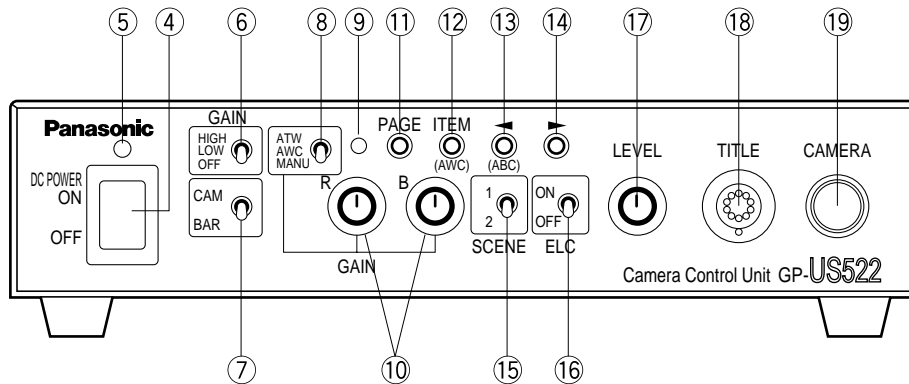 ⑤ ④ ⑥ ⑧ ⑨ ⑪ ⑫ ⑬ ⑭ ⑰ ⑱ ⑲
Panasonic
DC POWER
ON
OFF
GAIN
HIGH
LOW
OFF
CAM
BAR
ATW
AWC
MANU
PAGE
ITEM
(AWC)
◄
(ABC)
►
R
B
GAIN
1
2
SCENE
ON
OFF
ELC
LEVEL
TITLE
CAMERA
Camera Control Unit GP-US522
⑦ ⑩ ⑮ ⑯